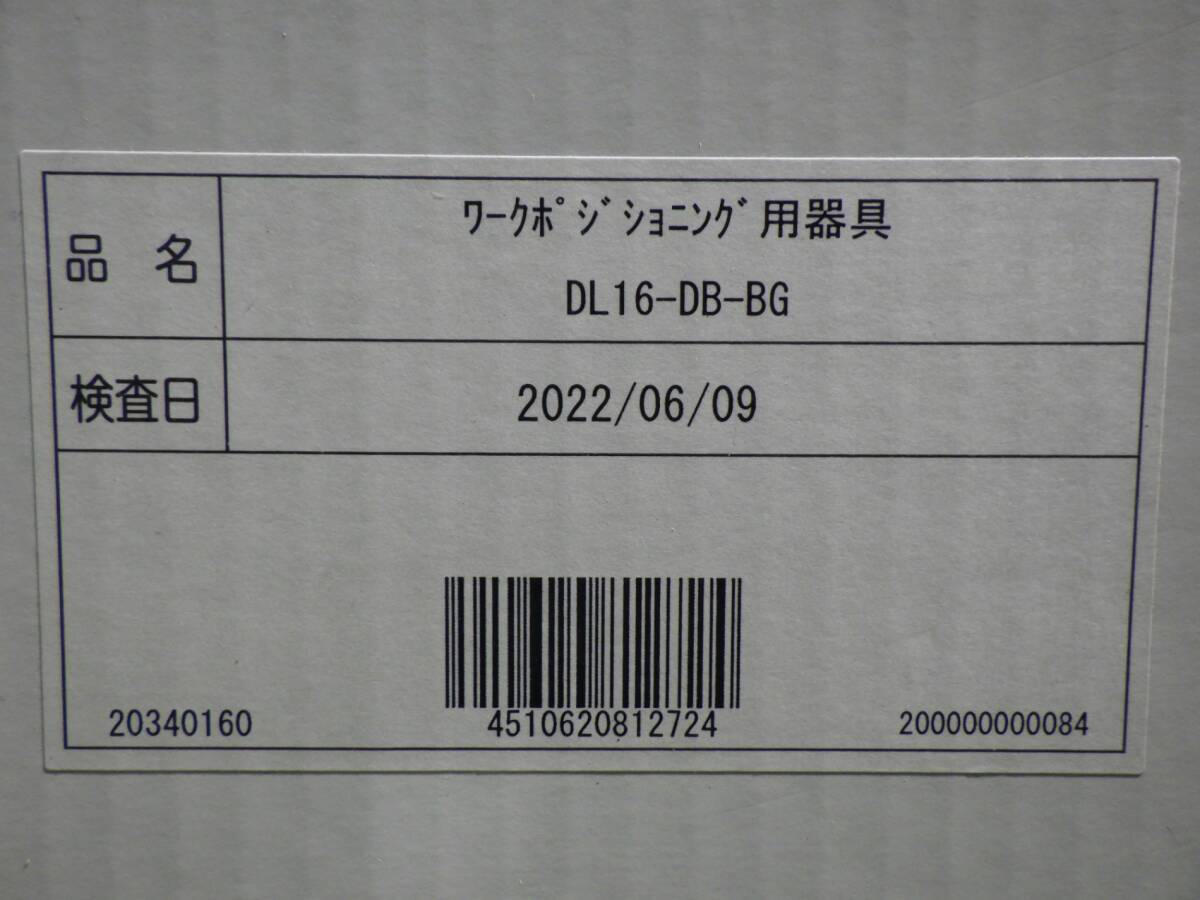 品 名
ﾜｰｸﾎﾟｼﾞｼｮﾆﾝｸﾞ用器具
DL16-DB-BG
検査日
2022/06/09
20340160
4510620812724
200000000084